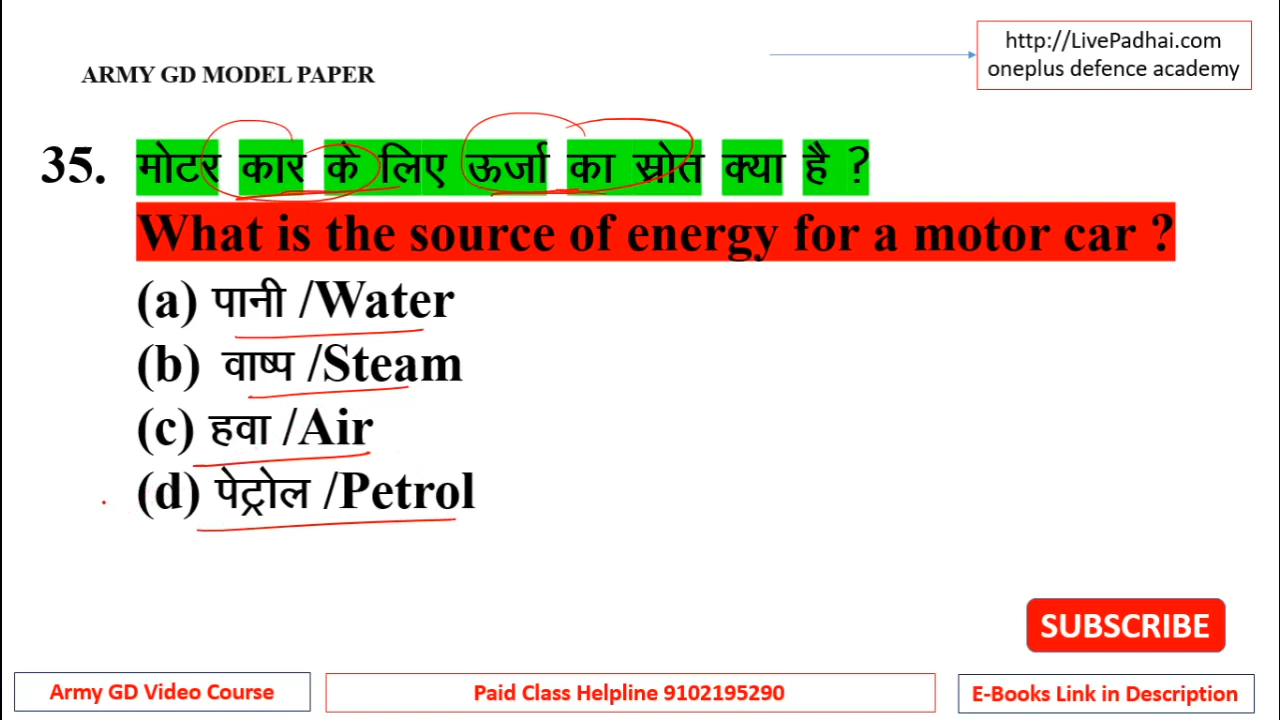 http://LivePadhai.com
oneplus defence academy
ARMY GD MODEL PAPER
35. मोटर कार के लिए ऊर्जा का स्रोत क्या है ?
What is the source of energy for a motor car ?
(a) पानी /Water
(b) वाष्प /Steam
(c) हवा /Air
(d) पेट्रोल /Petrol
SUBSCRIBE
Army GD Video Course
Paid Class Helpline 9102195290
E-Books Link in Description